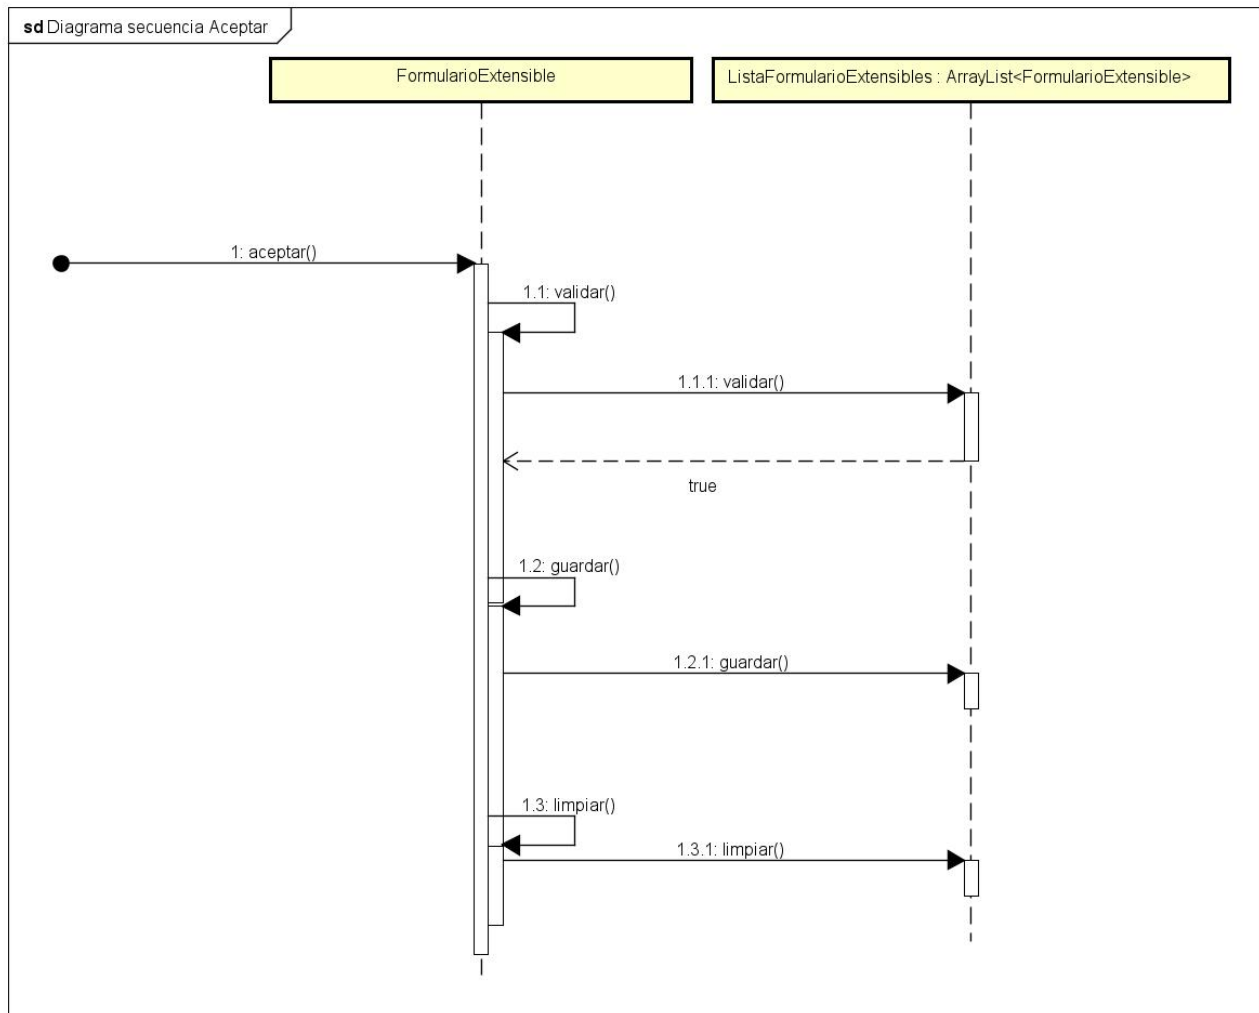 sd Diagrama secuencia Aceptar
FormularioExtensible
ListaFormularioExtensibles : ArrayList<FormularioExtensible>
1: aceptar()
1.1: validar()
1.1.1: validar()
true
1.2: guardar()
1.2.1: guardar()
1.3: limpiar()
1.3.1: limpiar()